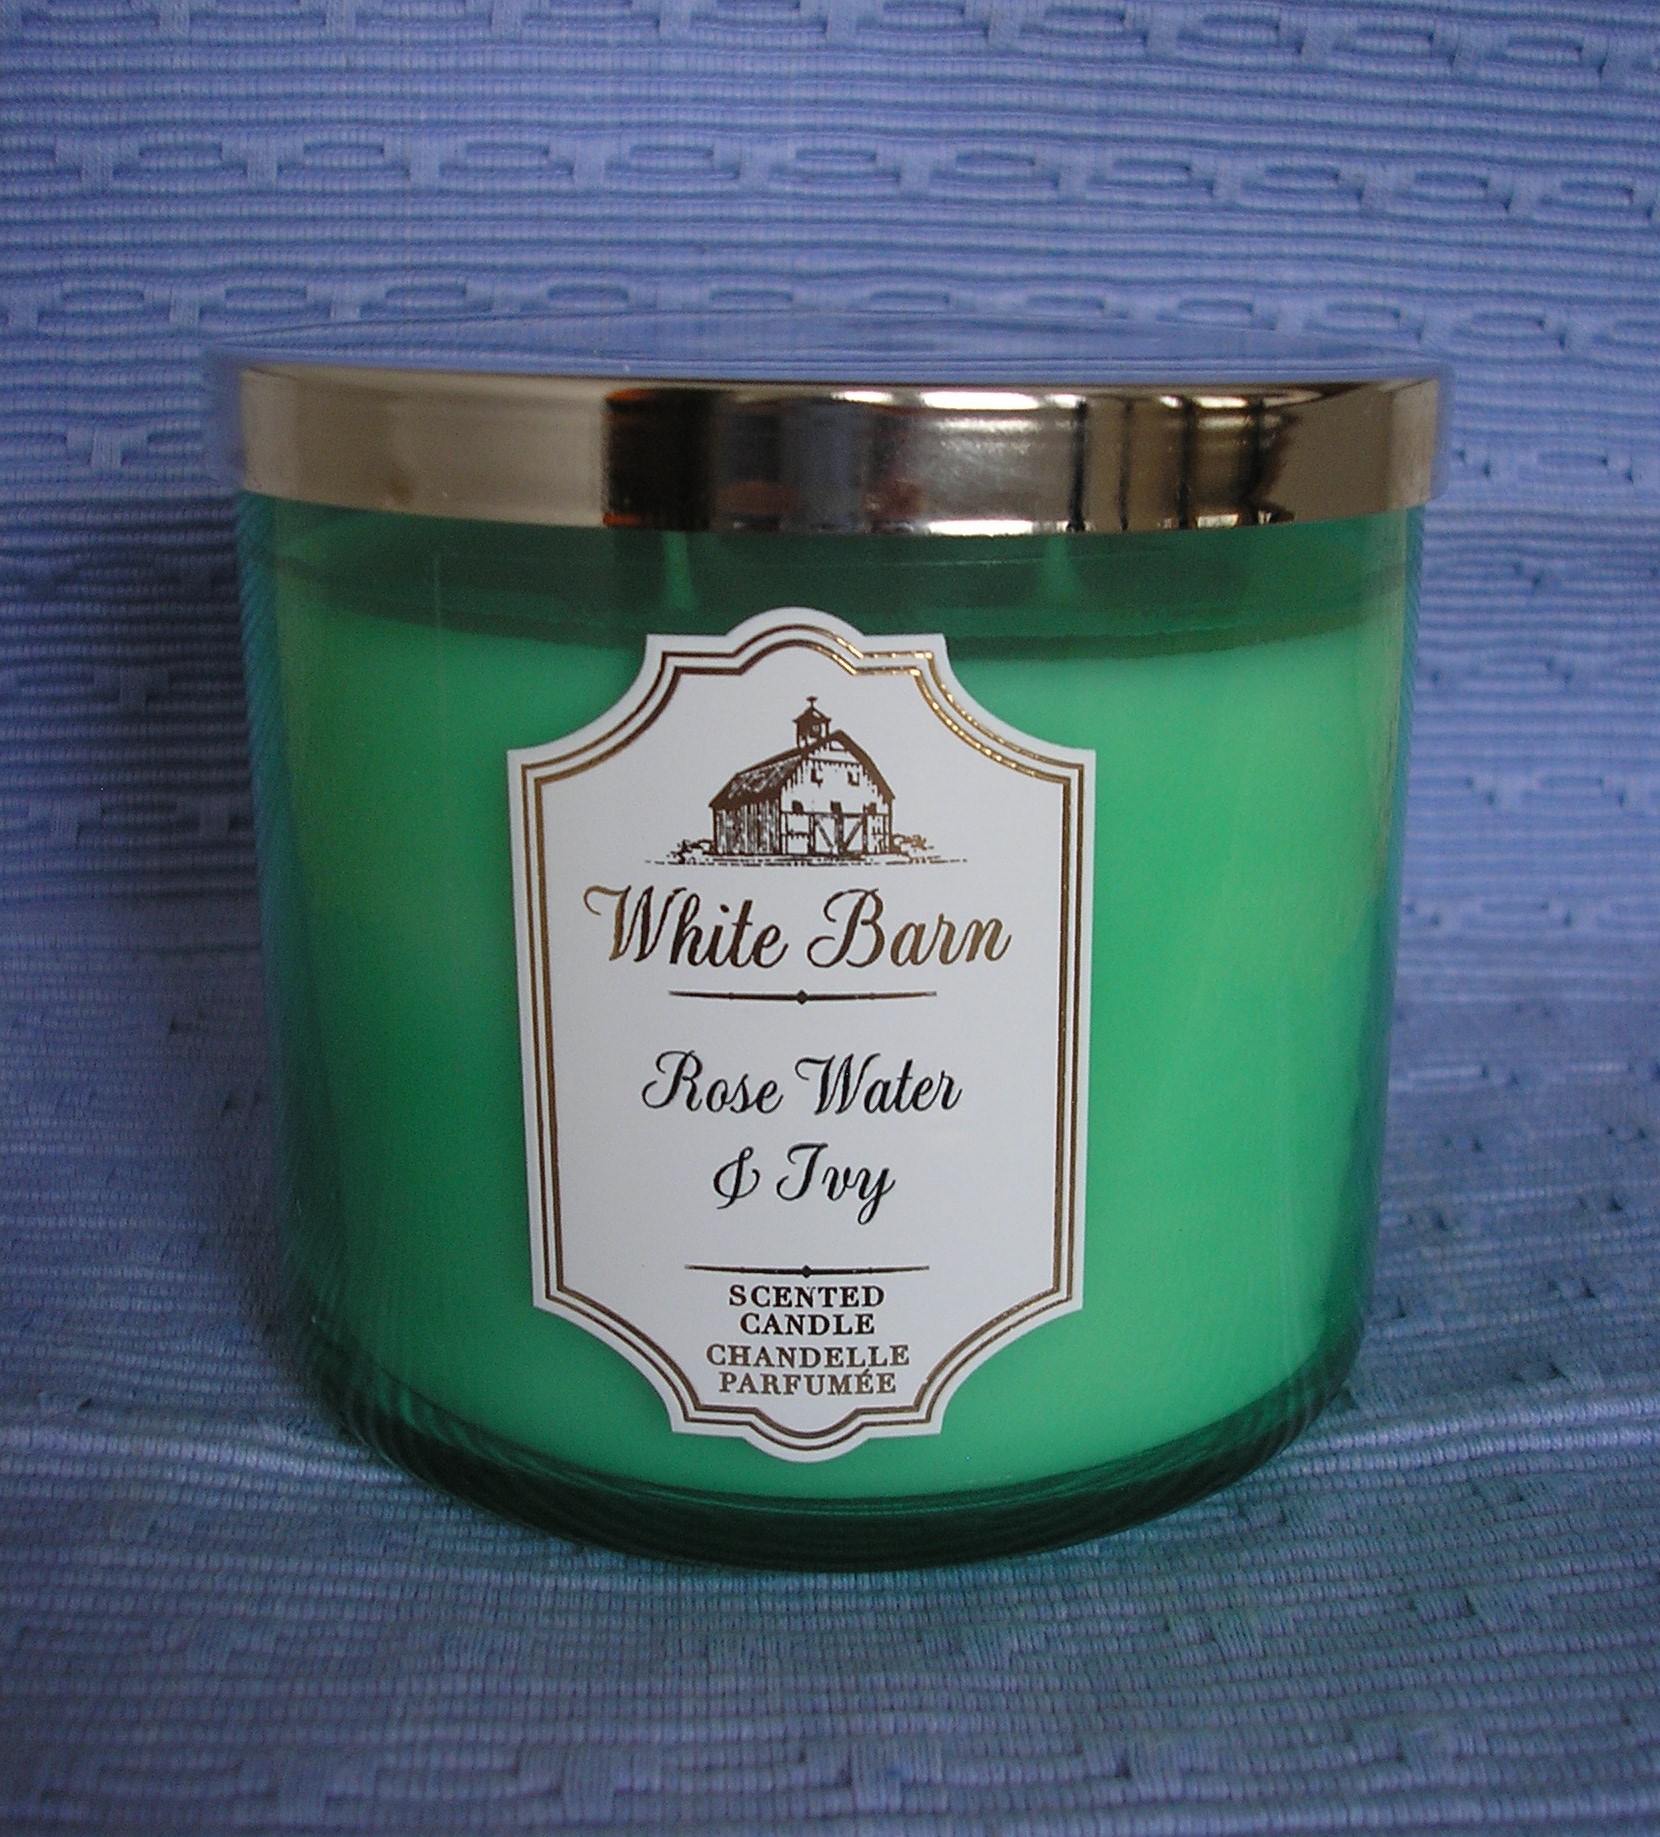 White Barn
Rose Water
& Ivy
SCENTED
CANDLE
CHANDELLE
PARFUMÉE